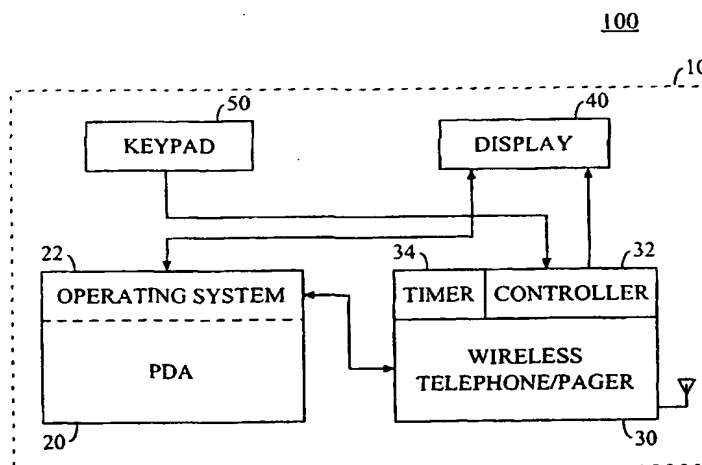 100
10
50
40
KEYPAD
DISPLAY
22
34
32
OPERATING SYSTEM
TIMER
CONTROLLER
PDA
WIRELESS
TELEPHONE/PAGER
20
30